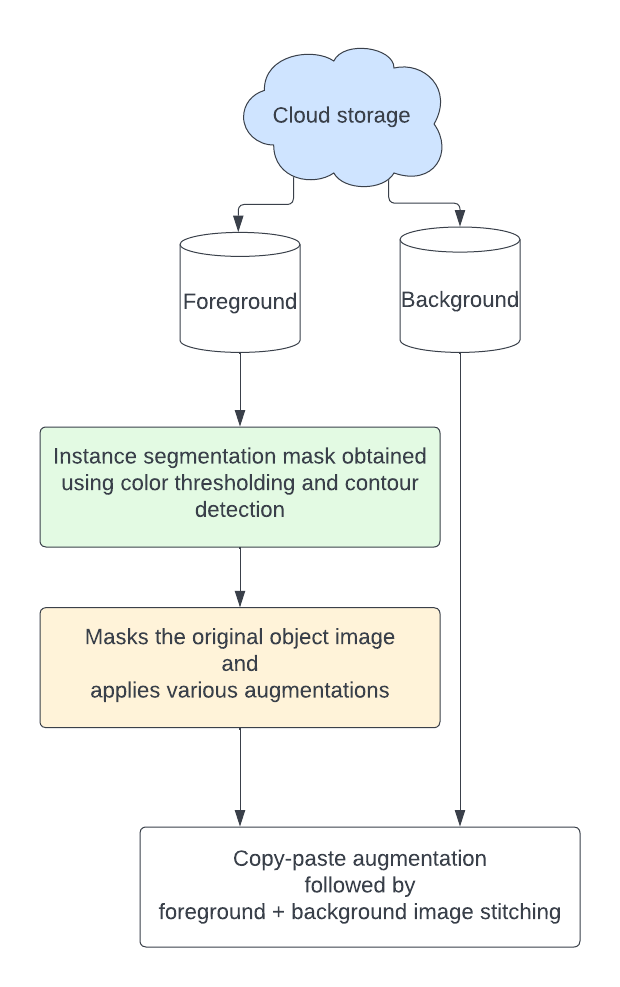 Cloud storage
Foreground
Background
Instance segmentation mask obtained
using color thresholding and contour
detection
Masks the original object image
and
applies various augmentations
Copy-paste augmentation
followed by
foreground + background image stitching